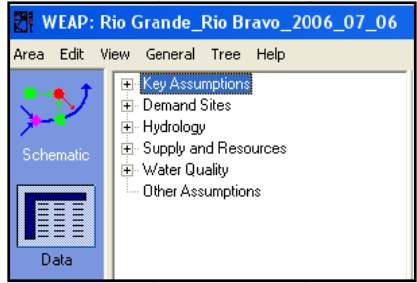 WEAP: Rio Grande_Rio Bravo_2006_07_06
Area Edit View General Tree Help
Schematic
Data
Key Assumptions
Demand Sites
Hydrology
Supply and Resources
Water Quality
Other Assumptions